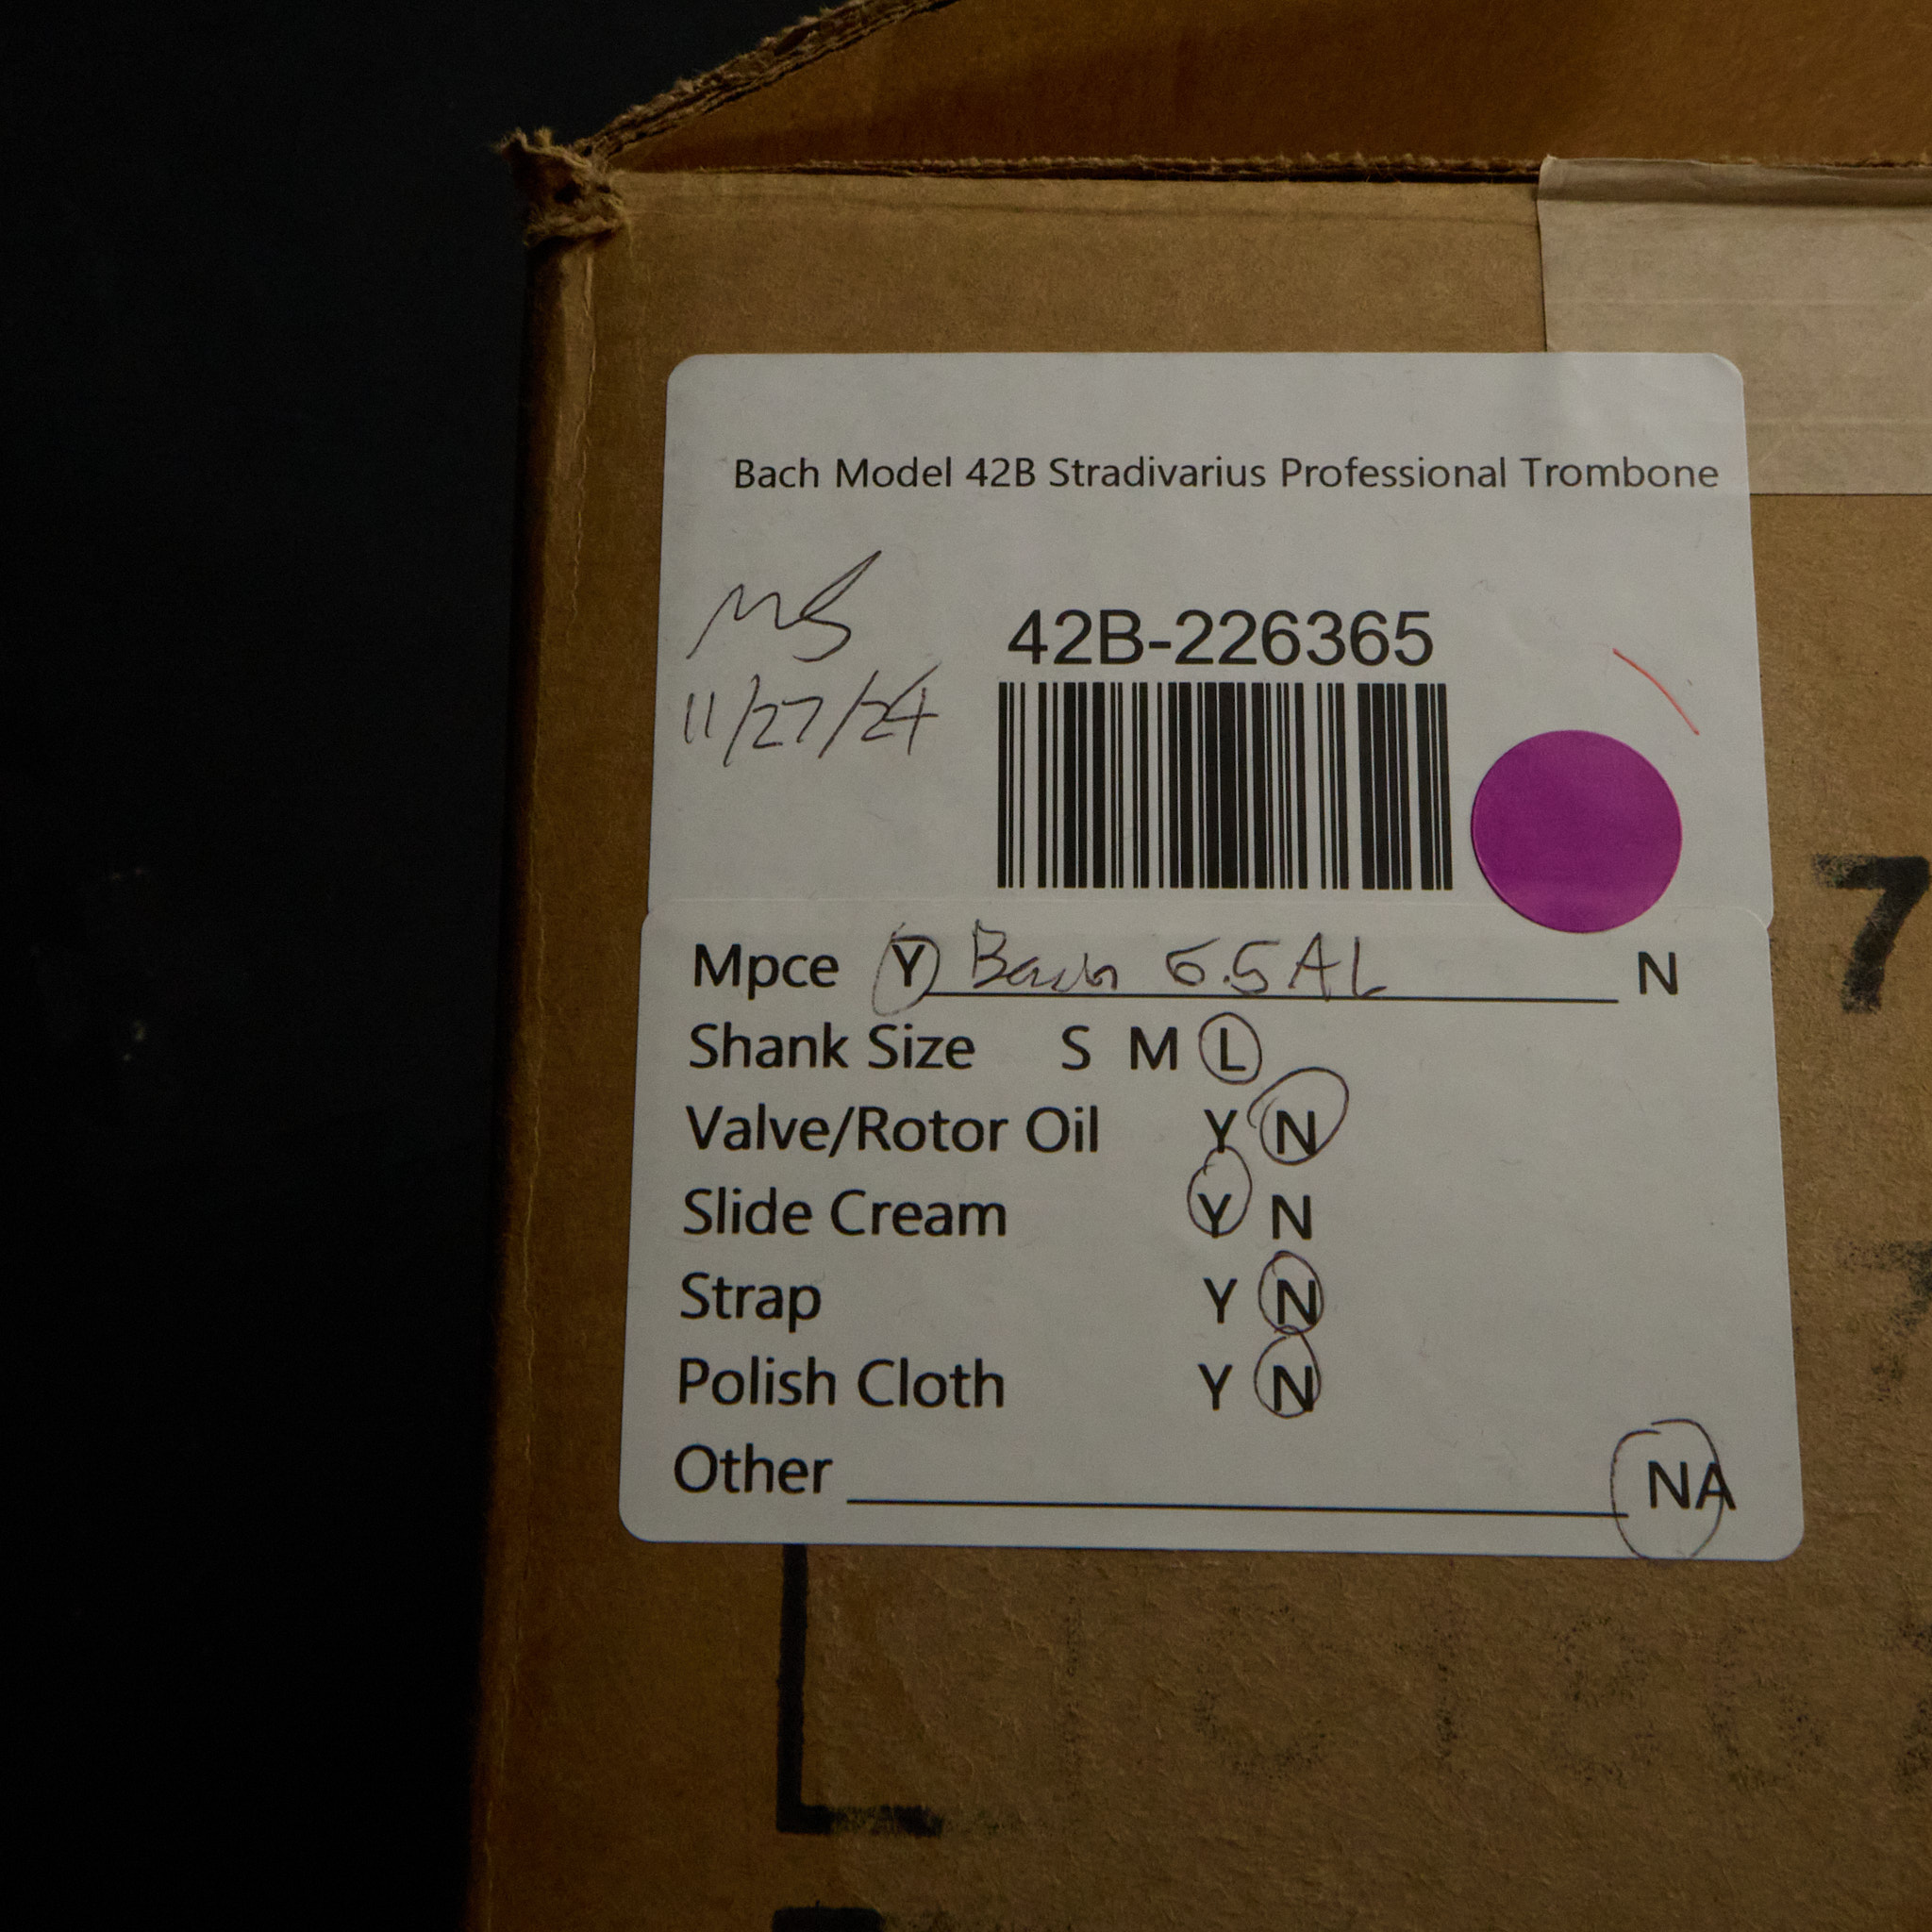 Bach Model 42B Stradivarius Professional Trombone
MS
11/27/24
42B-226365
7
Mpce Y Bach 6.5AL N
Shank Size S M L
Valve/Rotor Oil Y N
Slide Cream Y N
Strap Y N
Polish Cloth Y N
Other NA